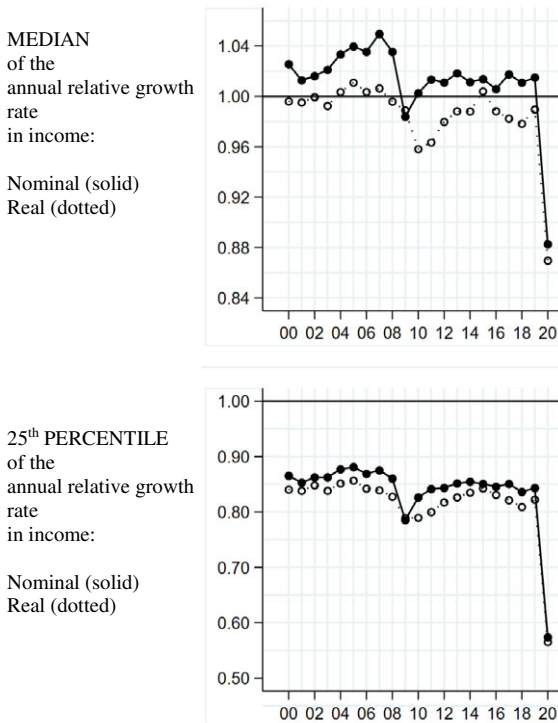 MEDIAN
of the
annual relative growth
rate
in income:
Nominal (solid)
Real (dotted)
1.04
1.00
0.96
0.92
0.88
0.84
00 02 04 06 08 10 12 14 16 18 20
25th PERCENTILE
of the
annual relative growth
rate
in income:
Nominal (solid)
Real (dotted)
1.00
0.90
0.80
0.70
0.60
0.50
00 02 04 06 08 10 12 14 16 18 20